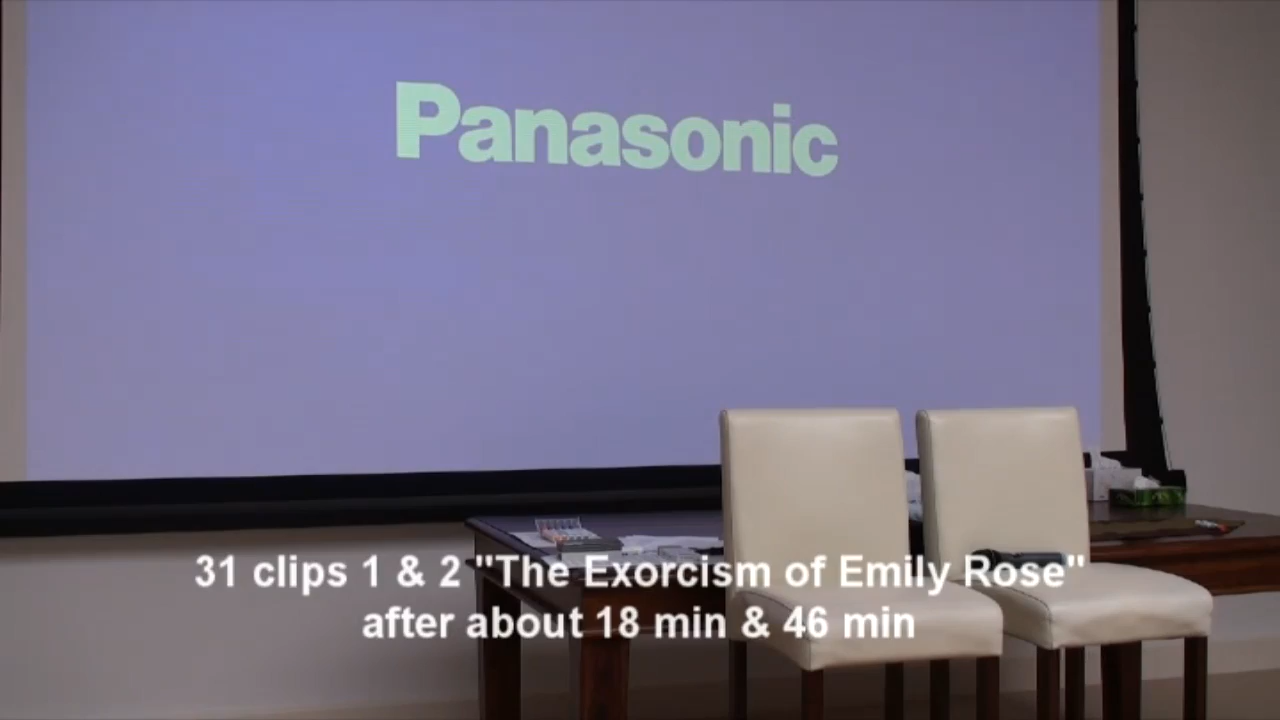 Panasonic
31 clips 1 & 2 "The Exorcism of Emily Rose"
after about 18 min & 46 min